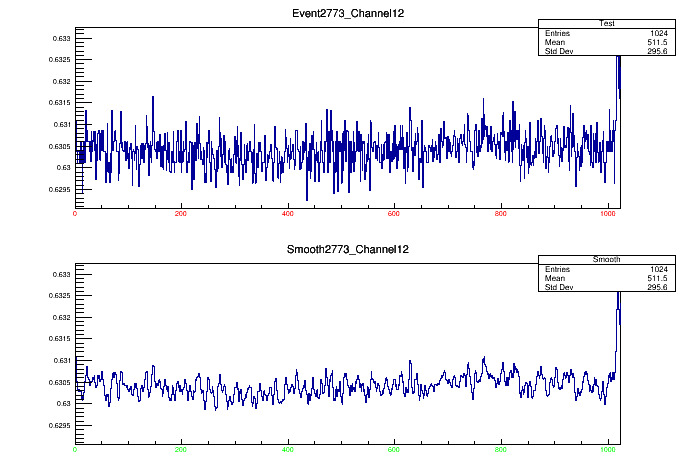 Event2773_Channel12
Test
Entries 1024
Mean 511.5
Std Dev 295.6
0.633
0.6325
0.632
0.6315
0.631
0.6305
0.63
0.6295
0 200 400 600 800 1000
Smooth2773_Channel12
Smooth
Entries 1024
Mean 511.5
Std Dev 295.6
0.633
0.6325
0.632
0.6315
0.631
0.6305
0.63
0.6295
0 200 400 600 800 1000